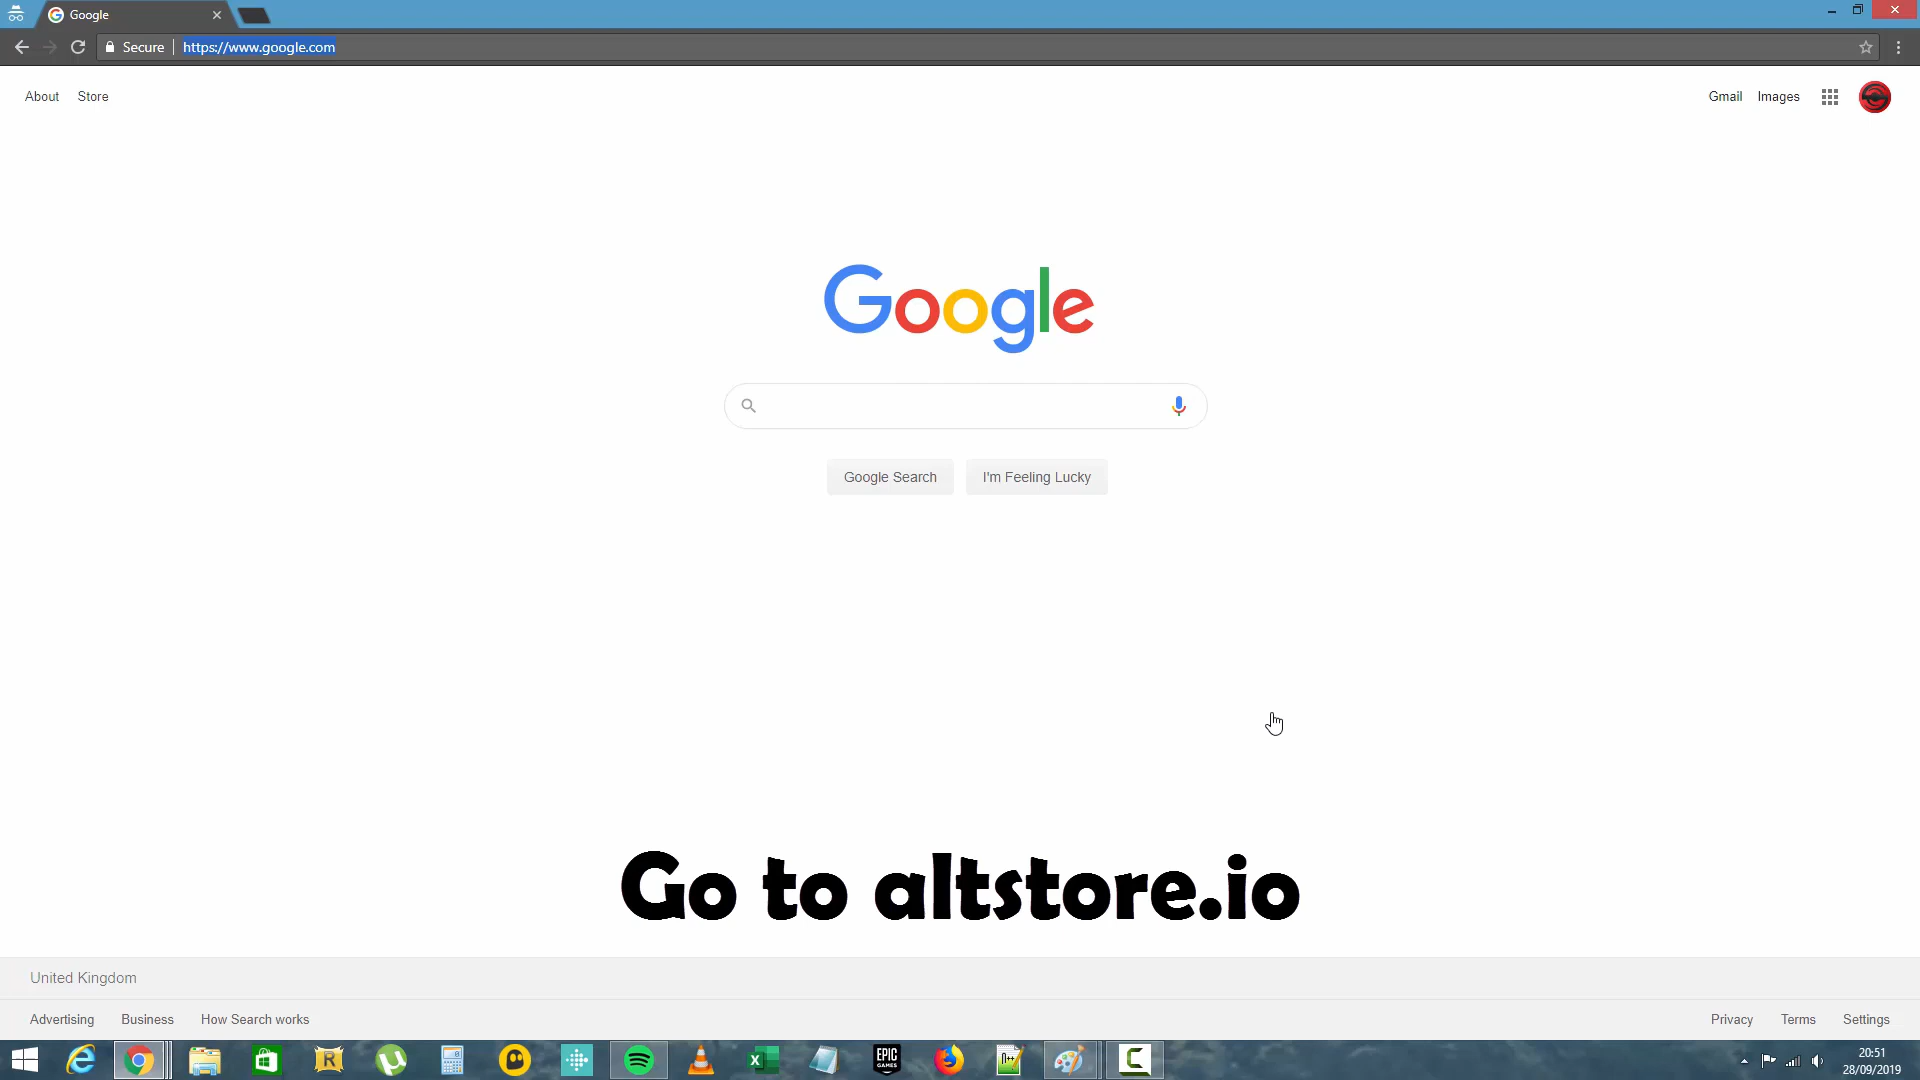 Google
Secure
https://www.google.com
About
Store
Gmail
Images
Google
Google Search
I'm Feeling Lucky
Go to altstore.io
United Kingdom
Advertising
Business
How Search works
Privacy
Terms
Settings
EPIC
GAMES
20:51
28/09/2019